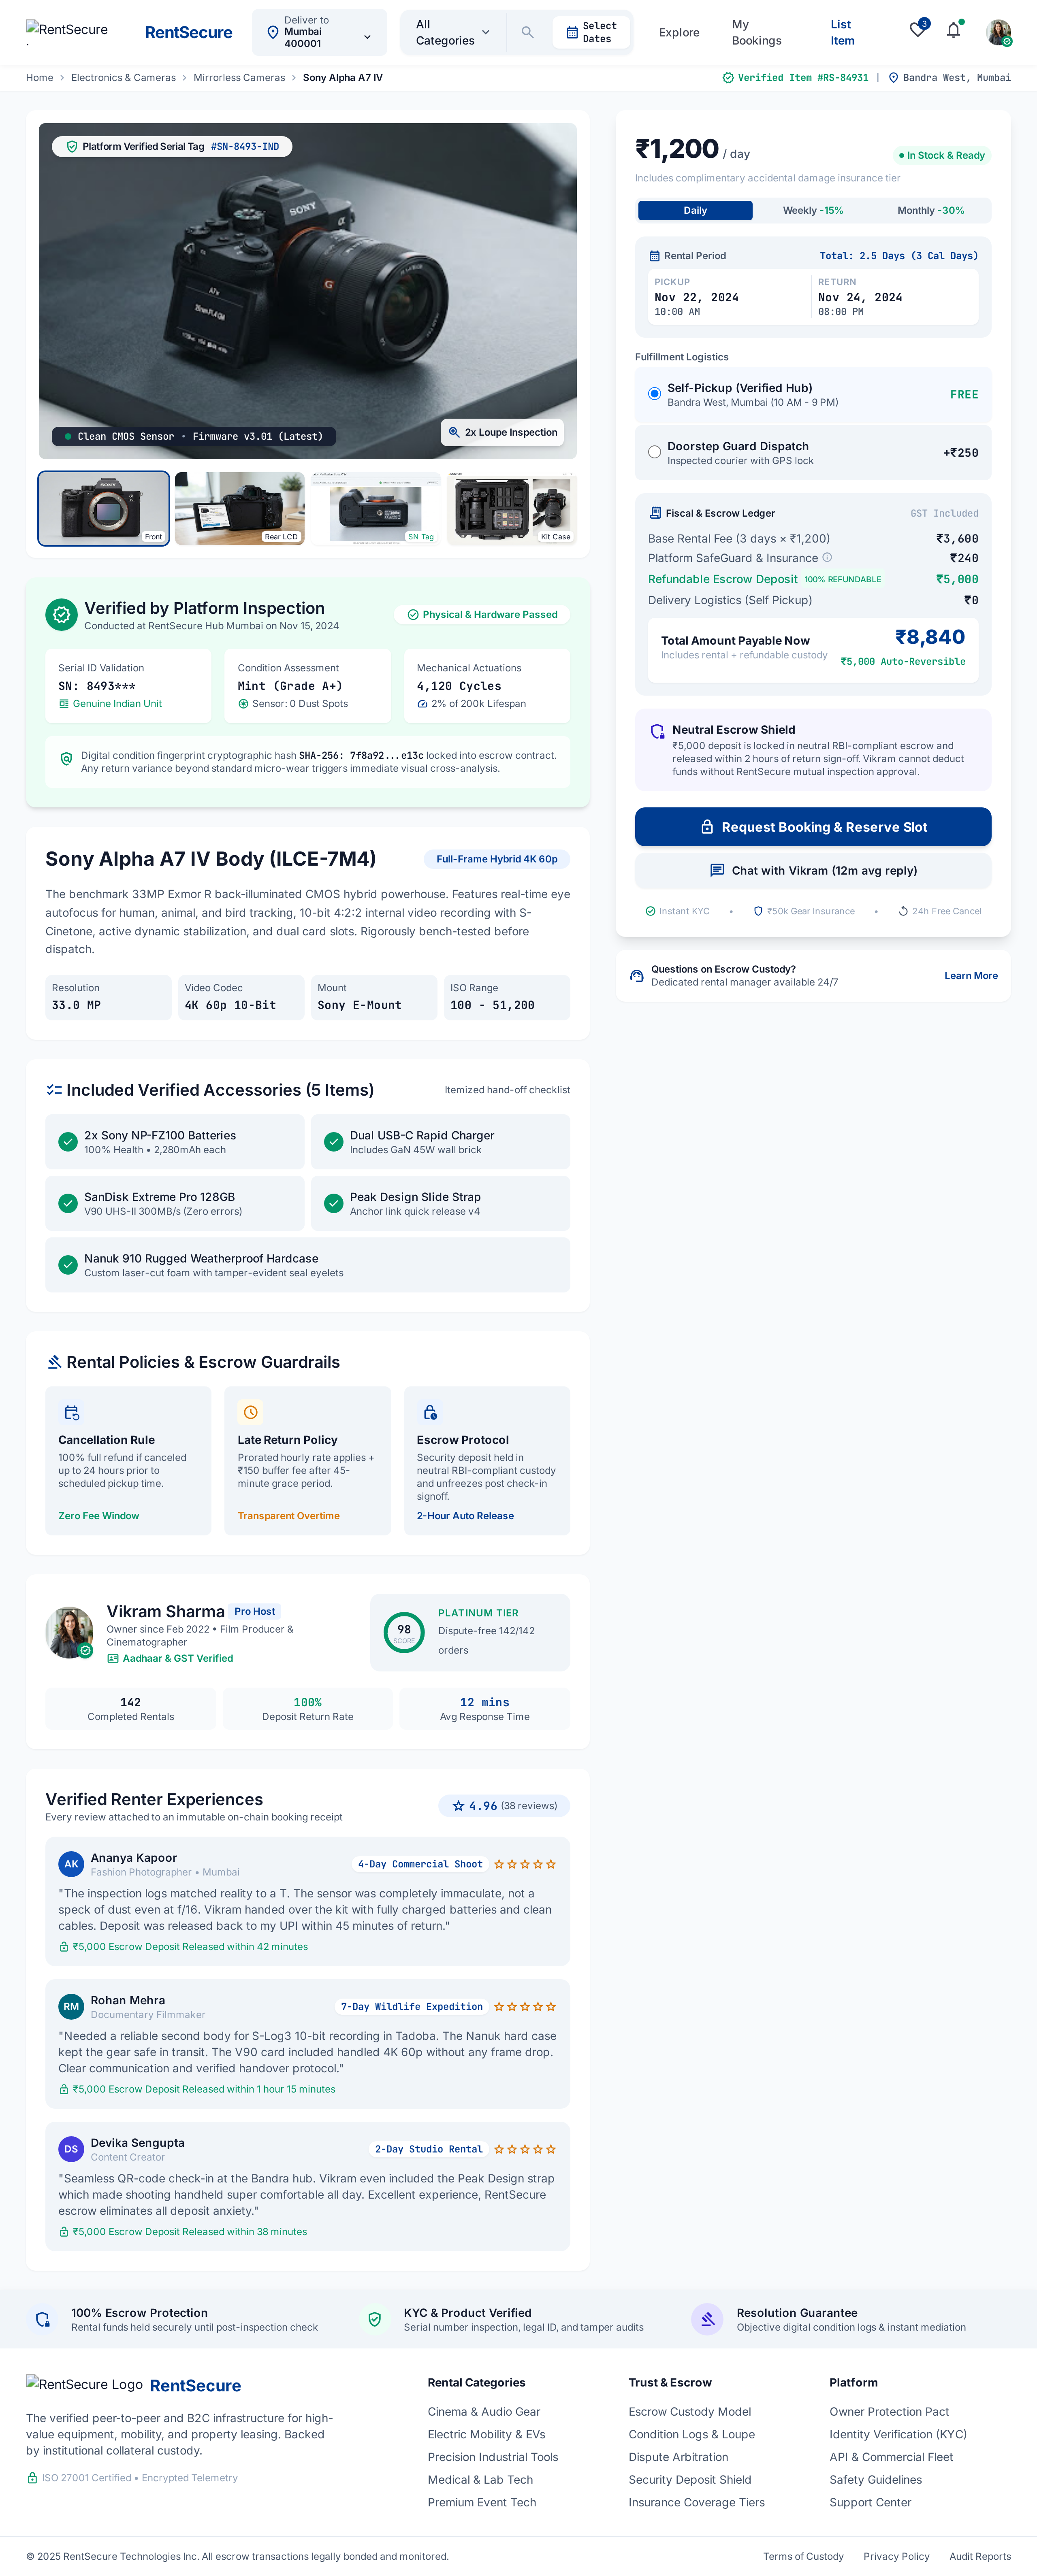 RentSecure
RentSecure
Deliver to
Mumbai
400001
All
Categories
Select
Dates
Explore
My
Bookings
List
Item
3
Home > Electronics & Cameras > Mirrorless Cameras > Sony Alpha A7 IV
Verified Item #RS-84931 | Bandra West, Mumbai
Platform Verified Serial Tag #SN-8493-IND
SONY
Clean CMOS Sensor • Firmware v3.01 (Latest)
2x Loupe Inspection
Front
Rear LCD
SN Tag
Kit Case
₹1,200 / day
In Stock & Ready
Includes complimentary accidental damage insurance tier
Daily
Weekly -15%
Monthly -30%
Rental Period
Total: 2.5 Days (3 Cal Days)
PICKUP
Nov 22, 2024
10:00 AM
RETURN
Nov 24, 2024
08:00 PM
Fulfillment Logistics
Self-Pickup (Verified Hub)
Bandra West, Mumbai (10 AM - 9 PM)
FREE
Doorstep Guard Dispatch
Inspected courier with GPS lock
+₹250
Fiscal & Escrow Ledger
GST Included
Base Rental Fee (3 days × ₹1,200)
₹3,600
Platform SafeGuard & Insurance
₹240
Refundable Escrow Deposit 100% REFUNDABLE
₹5,000
Delivery Logistics (Self Pickup)
₹0
Total Amount Payable Now
Includes rental + refundable custody
₹8,840
₹5,000 Auto-Reversible
Neutral Escrow Shield
₹5,000 deposit is locked in neutral RBI-compliant escrow and
released within 2 hours of return sign-off. Vikram cannot deduct
funds without RentSecure mutual inspection approval.
Request Booking & Reserve Slot
Chat with Vikram (12m avg reply)
Instant KYC • ₹50k Gear Insurance • 24h Free Cancel
Questions on Escrow Custody?
Dedicated rental manager available 24/7
Learn More
Verified by Platform Inspection
Conducted at RentSecure Hub Mumbai on Nov 15, 2024
Physical & Hardware Passed
Serial ID Validation
SN: 8493***
Genuine Indian Unit
Condition Assessment
Mint (Grade A+)
Sensor: 0 Dust Spots
Mechanical Actuations
4,120 Cycles
2% of 200k Lifespan
Digital condition fingerprint cryptographic hash SHA-256: 7f8a92...e13c locked into escrow contract.
Any return variance beyond standard micro-wear triggers immediate visual cross-analysis.
Sony Alpha A7 IV Body (ILCE-7M4)
Full-Frame Hybrid 4K 60p
The benchmark 33MP Exmor R back-illuminated CMOS hybrid powerhouse. Features real-time eye
autofocus for human, animal, and bird tracking, 10-bit 4:2:2 internal video recording with S-
Cinetone, active dynamic stabilization, and dual card slots. Rigorously bench-tested before
dispatch.
Resolution
33.0 MP
Video Codec
4K 60p 10-Bit
Mount
Sony E-Mount
ISO Range
100 - 51,200
Included Verified Accessories (5 Items)
Itemized hand-off checklist
2x Sony NP-FZ100 Batteries
100% Health • 2,280mAh each
Dual USB-C Rapid Charger
Includes GaN 45W wall brick
SanDisk Extreme Pro 128GB
V90 UHS-II 300MB/s (Zero errors)
Peak Design Slide Strap
Anchor link quick release v4
Nanuk 910 Rugged Weatherproof Hardcase
Custom laser-cut foam with tamper-evident seal eyelets
Rental Policies & Escrow Guardrails
Cancellation Rule
100% full refund if canceled
up to 24 hours prior to
scheduled pickup time.
Zero Fee Window
Late Return Policy
Prorated hourly rate applies +
₹150 buffer fee after 45-
minute grace period.
Transparent Overtime
Escrow Protocol
Security deposit held in
neutral RBI-compliant custody
and unfreezes post check-in
signoff.
2-Hour Auto Release
Vikram Sharma Pro Host
Owner since Feb 2022 • Film Producer &
Cinematographer
Aadhaar & GST Verified
98
SCORE
PLATINUM TIER
Dispute-free 142/142
orders
142
Completed Rentals
100%
Deposit Return Rate
12 mins
Avg Response Time
Verified Renter Experiences
Every review attached to an immutable on-chain booking receipt
4.96 (38 reviews)
AK
Ananya Kapoor
Fashion Photographer • Mumbai
4-Day Commercial Shoot
"The inspection logs matched reality to a T. The sensor was completely immaculate, not a
speck of dust even at f/16. Vikram handed over the kit with fully charged batteries and clean
cables. Deposit was released back to my UPI within 45 minutes of return."
₹5,000 Escrow Deposit Released within 42 minutes
RM
Rohan Mehra
Documentary Filmmaker
7-Day Wildlife Expedition
"Needed a reliable second body for S-Log3 10-bit recording in Tadoba. The Nanuk hard case
kept the gear safe in transit. The V90 card included handled 4K 60p without any frame drop.
Clear communication and verified handover protocol."
₹5,000 Escrow Deposit Released within 1 hour 15 minutes
DS
Devika Sengupta
Content Creator
2-Day Studio Rental
"Seamless QR-code check-in at the Bandra hub. Vikram even included the Peak Design strap
which made shooting handheld super comfortable all day. Excellent experience, RentSecure
escrow eliminates all deposit anxiety."
₹5,000 Escrow Deposit Released within 38 minutes
100% Escrow Protection
Rental funds held securely until post-inspection check
KYC & Product Verified
Serial number inspection, legal ID, and tamper audits
Resolution Guarantee
Objective digital condition logs & instant mediation
RentSecure Logo
RentSecure
The verified peer-to-peer and B2C infrastructure for high-
value equipment, mobility, and property leasing. Backed
by institutional collateral custody.
ISO 27001 Certified • Encrypted Telemetry
Rental Categories
Cinema & Audio Gear
Electric Mobility & EVs
Precision Industrial Tools
Medical & Lab Tech
Premium Event Tech
Trust & Escrow
Escrow Custody Model
Condition Logs & Loupe
Dispute Arbitration
Security Deposit Shield
Insurance Coverage Tiers
Platform
Owner Protection Pact
Identity Verification (KYC)
API & Commercial Fleet
Safety Guidelines
Support Center
© 2025 RentSecure Technologies Inc. All escrow transactions legally bonded and monitored.
Terms of Custody
Privacy Policy
Audit Reports